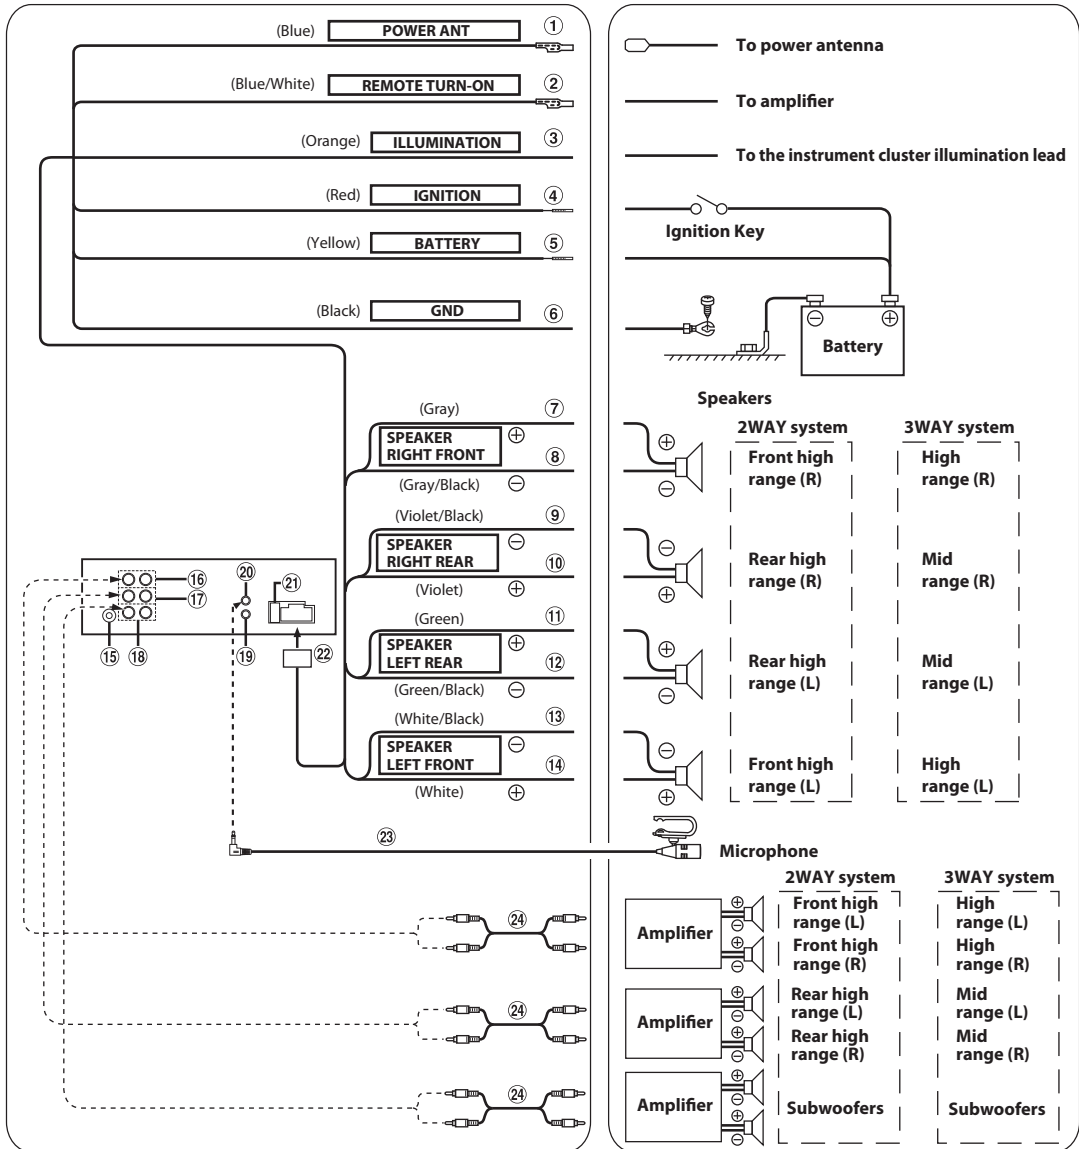 (Blue) POWER ANT ①
(Blue/White) REMOTE TURN-ON ②
(Orange) ILLUMINATION ③
(Red) IGNITION ④
(Yellow) BATTERY ⑤
(Black) GND ⑥
(Gray) ⑦
SPEAKER ⊕
RIGHT FRONT ⑧
(Gray/Black) ⊖
(Violet/Black) ⑨
SPEAKER ⊖
RIGHT REAR ⑩
(Violet) ⊕
(Green) ⑪
SPEAKER ⊕
LEFT REAR ⑫
(Green/Black) ⊖
(White/Black) ⑬
SPEAKER ⊖
LEFT FRONT ⑭
(White) ⊕
⑯
⑰
⑳
㉑
⑮
⑱
⑲
㉒
㉓
㉔
㉔
㉔
To power antenna
To amplifier
To the instrument cluster illumination lead
Ignition Key
⊖ ⊕
Battery
Speakers
2WAY system 3WAY system
⊕ Front high High
⊖ range (R) range (R)
⊖ Rear high Mid
⊕ range (R) range (R)
⊕ Rear high Mid
⊖ range (L) range (L)
⊖ Front high High
⊕ range (L) range (L)
Microphone
2WAY system 3WAY system
⊕ Front high High
⊖ range (L) range (L)
Amplifier
⊕ Front high High
⊖ range (R) range (R)
⊕ Rear high Mid
⊖ range (L) range (L)
Amplifier
⊕ Rear high Mid
⊖ range (R) range (R)
⊕
⊖
Amplifier Subwoofers Subwoofers
⊕
⊖